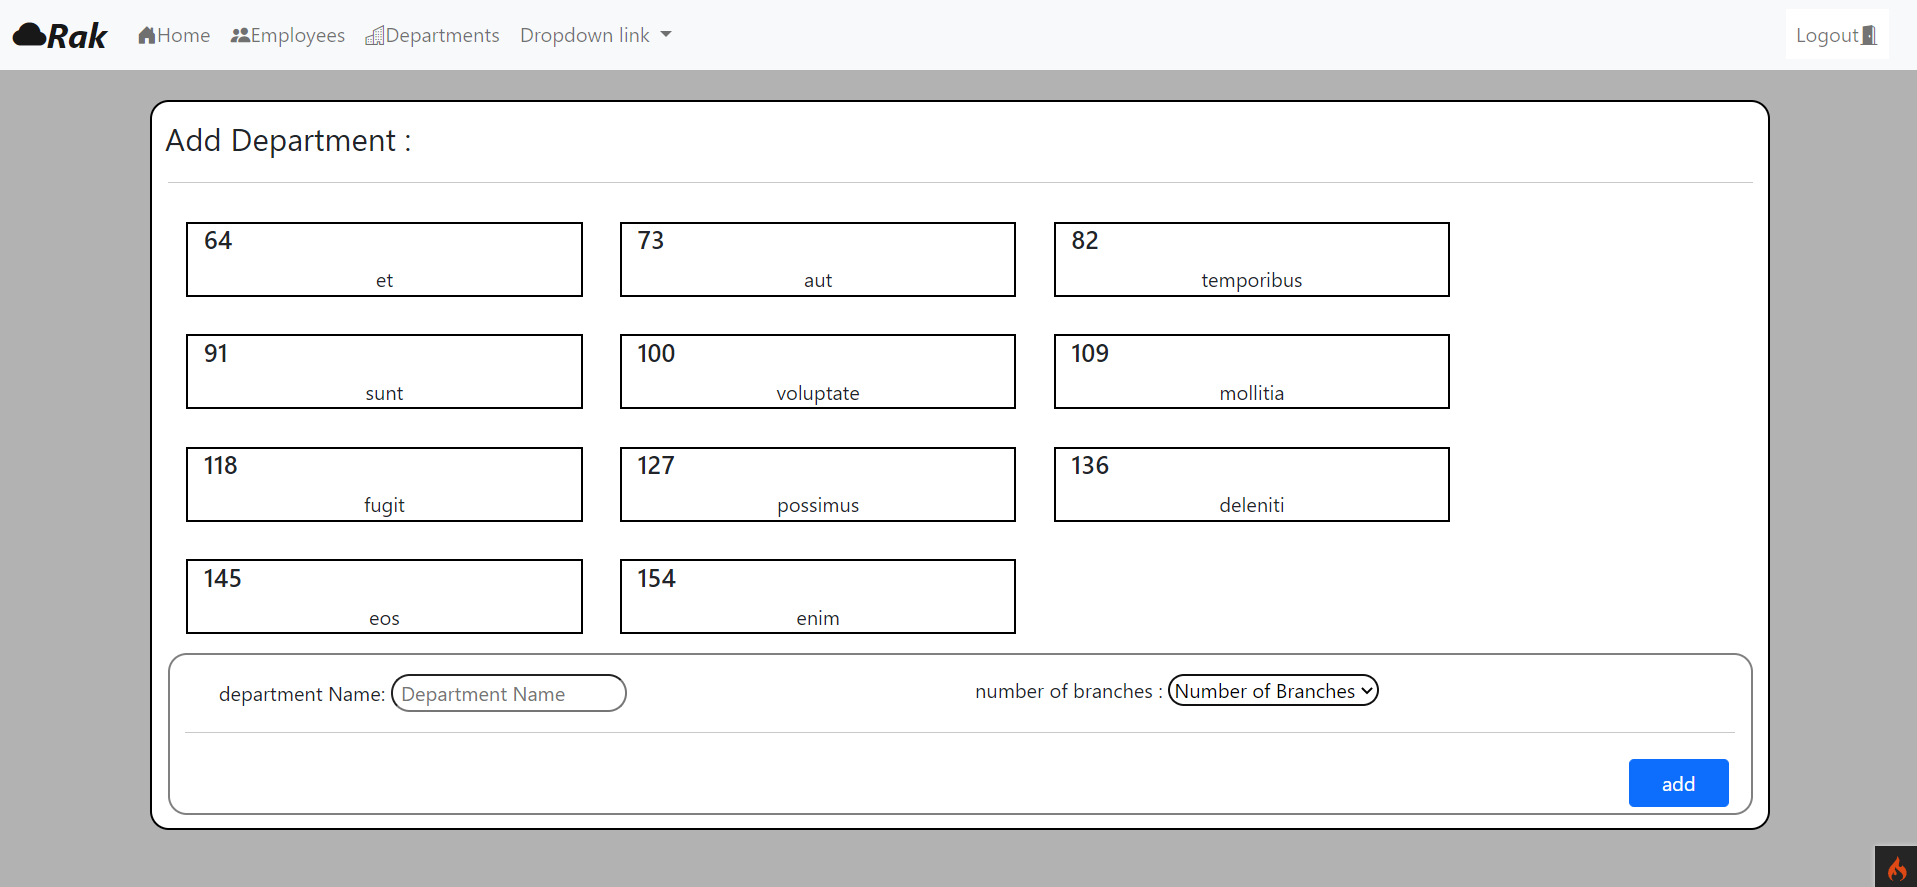 Rak Home Employees Departments Dropdown link Logout
Add Department :
64 73 82
et aut temporibus
91 100 109
sunt voluptate mollitia
118 127 136
fugit possimus deleniti
145 154
eos enim
department Name: Department Name number of branches : Number of Branches
add